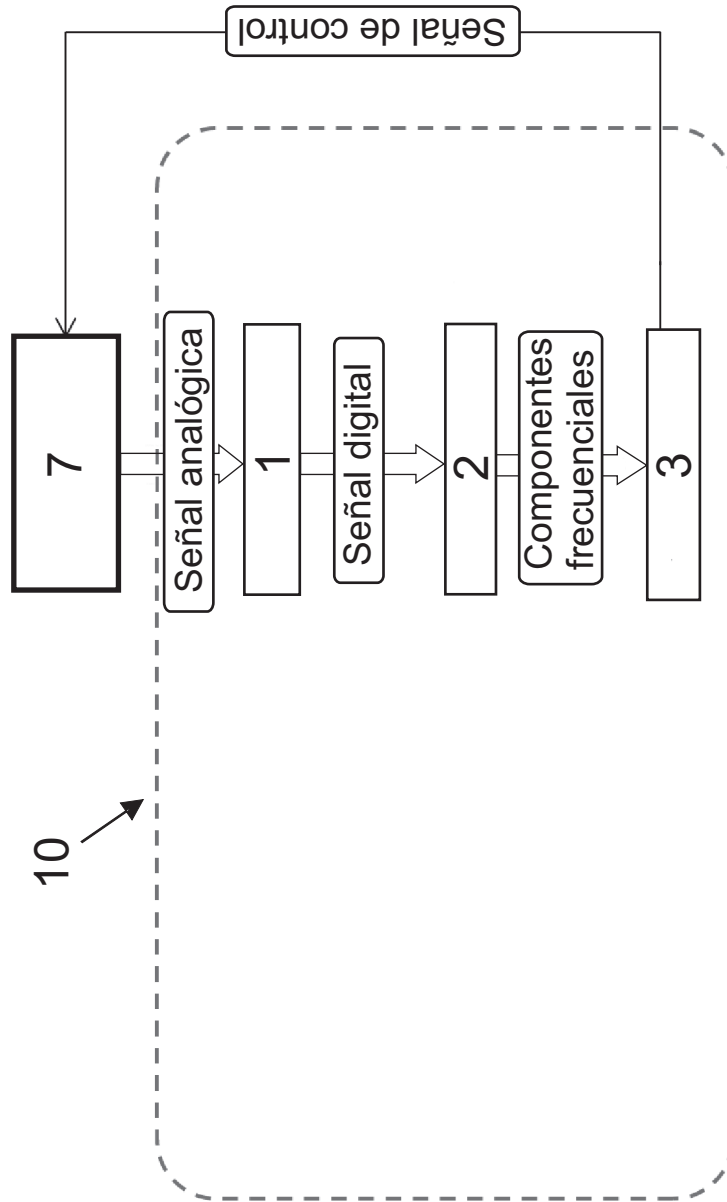 10
7
Señal analógica
1
Señal digital
2
Componentes
frecuenciales
3
Señal de control